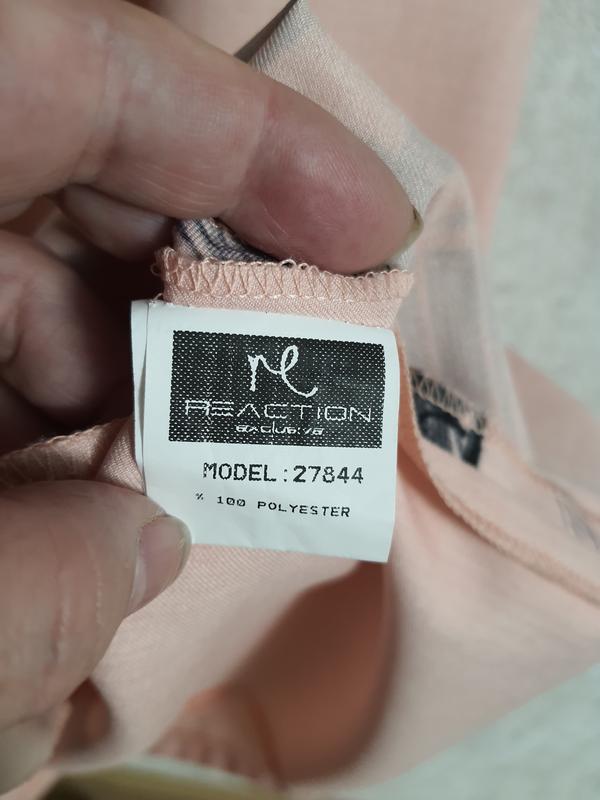 re
REACTION
exclusive
MODEL:27844
% 100 POLYESTER